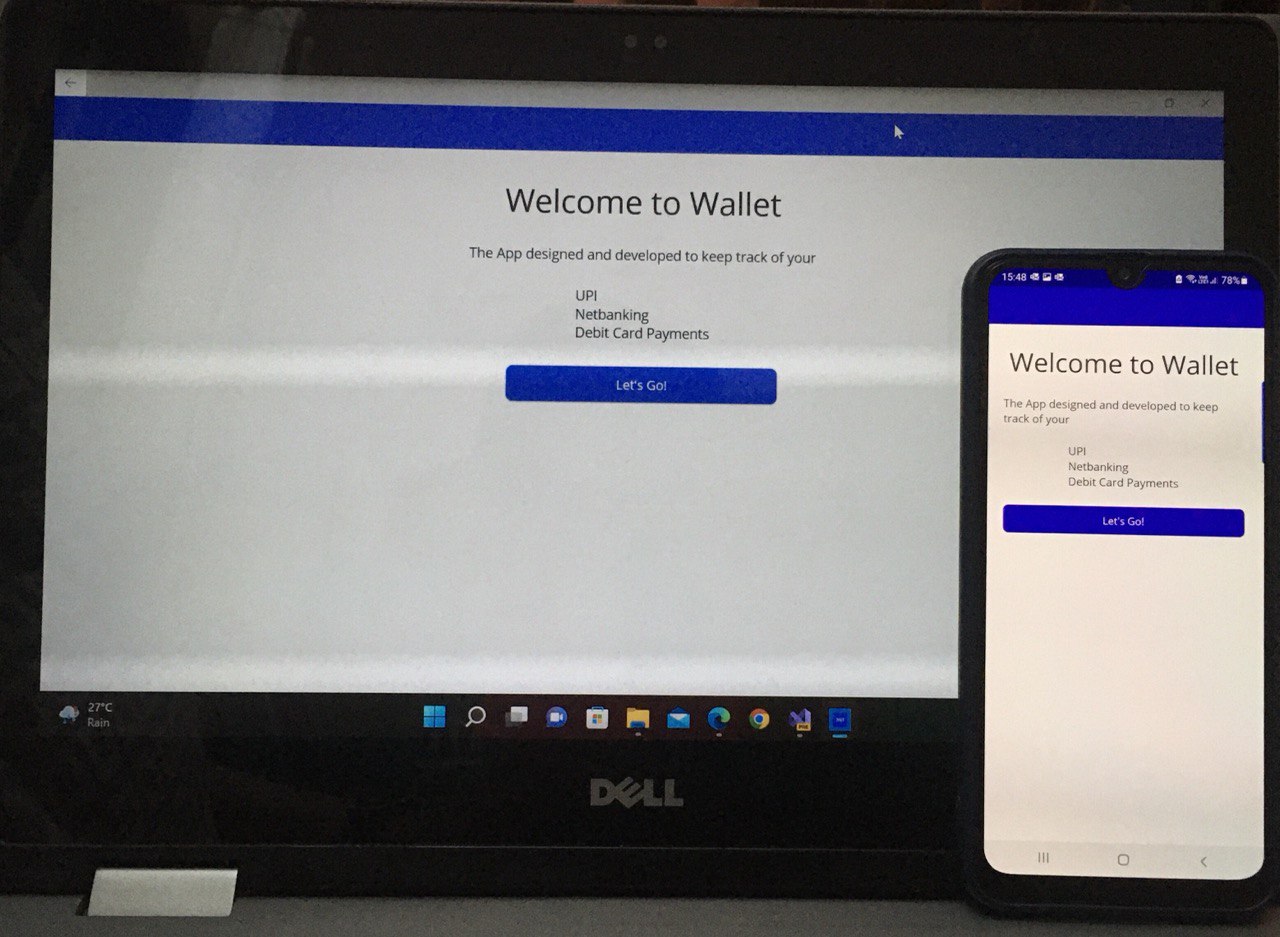 Welcome to Wallet
The App designed and developed to keep track of your
UPI
Netbanking
Debit Card Payments
Let's Go!
27°C
Rain
DELL
15:48
78%
Welcome to Wallet
The App designed and developed to keep
track of your
UPI
Netbanking
Debit Card Payments
Let's Go!